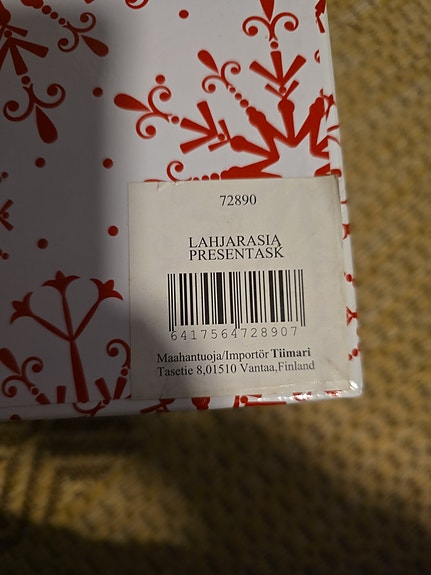 72890
LAHJARASIA
PRESENTASK
6417564728907
Maahantuoja/Importör Tiimari
Tasetie 8,01510 Vantaa,Finland